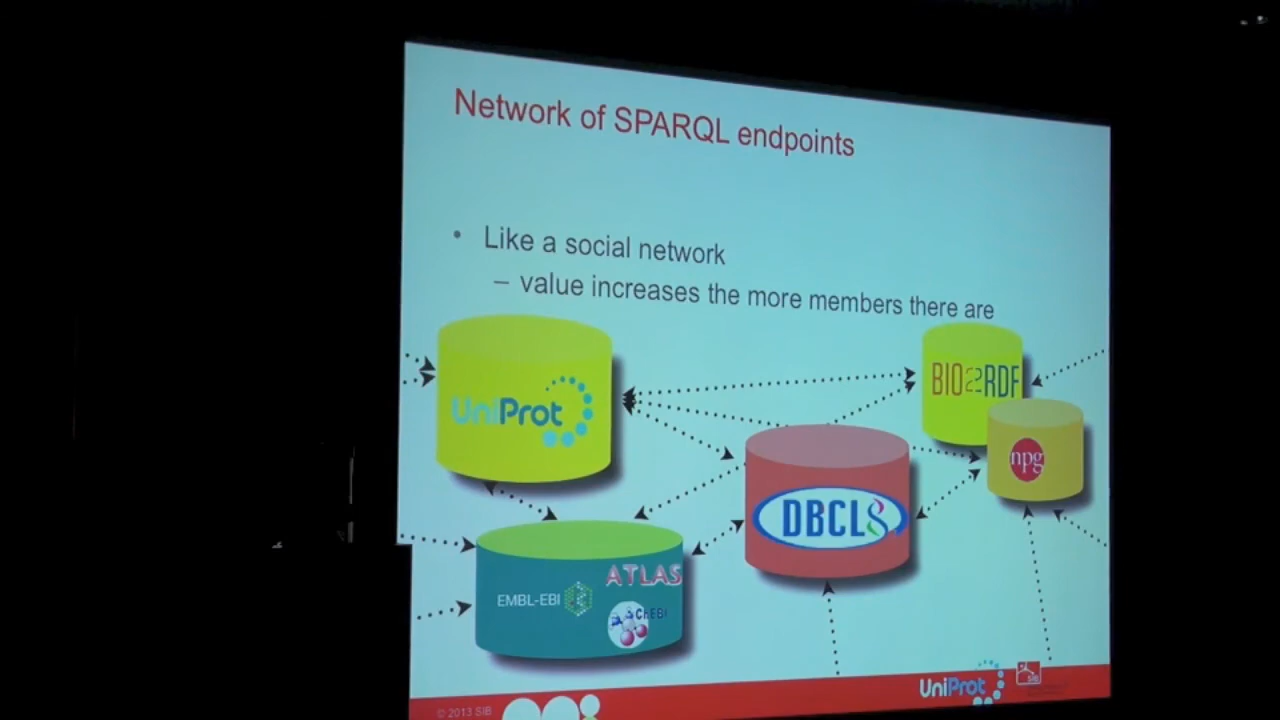 Network of SPARQL endpoints
• Like a social network
– value increases the more members there are
UniProt
BIO2RDF
npg
DBCLS
ATLAS
EMBL-EBI
ChEBI
UniProt
SIB
© 2013 SIB